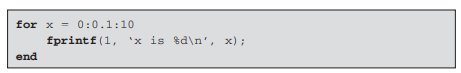 for x = 0:0.1:10
    fprintf(1, ‘x is %d\n’, x);
end